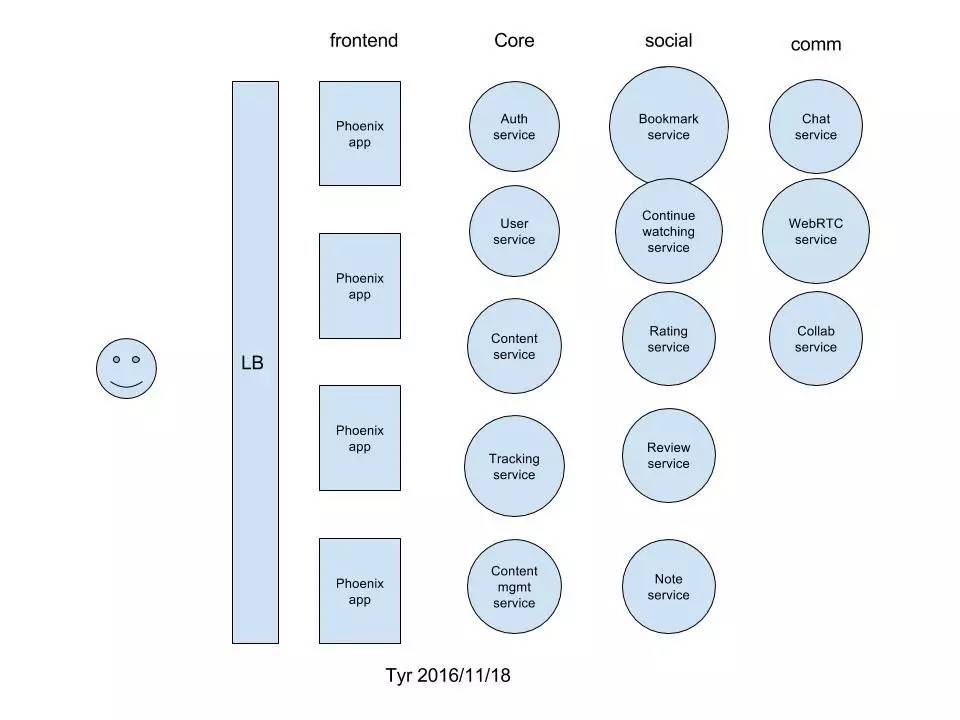 frontend
Core
social
comm
LB
Phoenix
app
Phoenix
app
Phoenix
app
Phoenix
app
Auth
service
User
service
Content
service
Tracking
service
Content
mgmt
service
Bookmark
service
Continue
watching
service
Rating
service
Review
service
Note
service
Chat
service
WebRTC
service
Collab
service
Tyr 2016/11/18